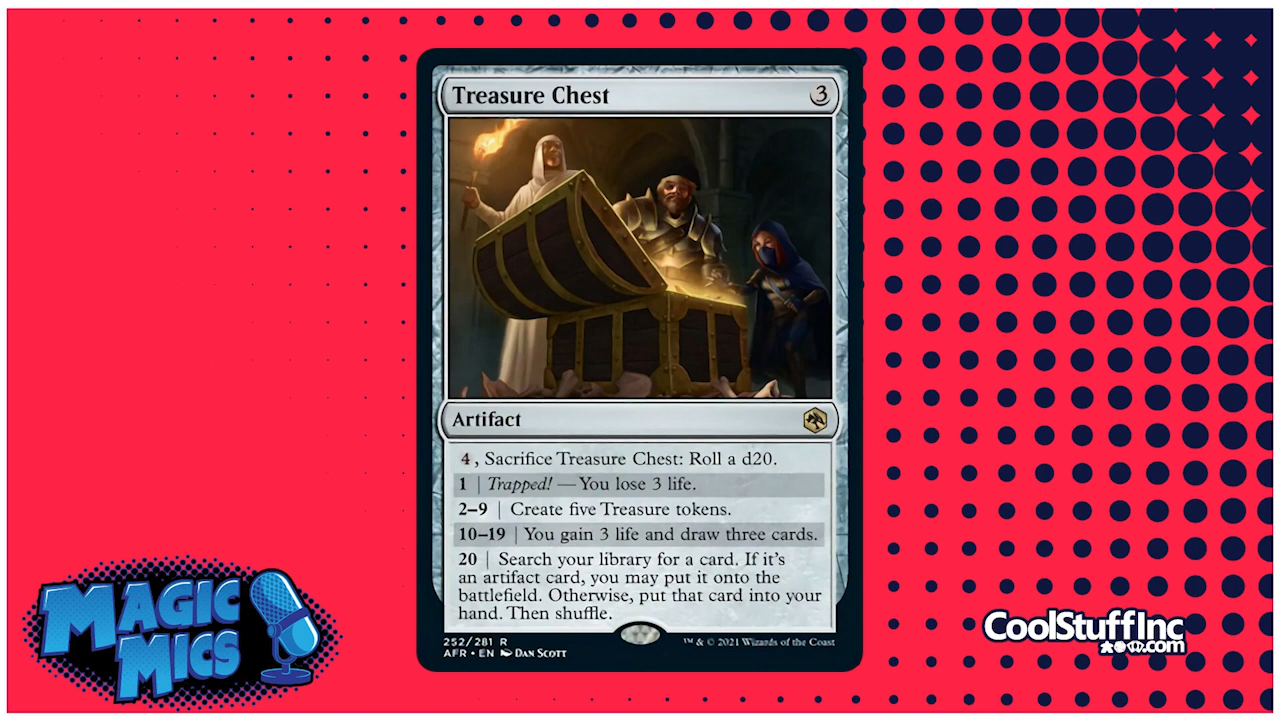 Treasure Chest 3
Artifact
4, Sacrifice Treasure Chest: Roll a d20.
1 | Trapped! — You lose 3 life.
2–9 | Create five Treasure tokens.
10–19 | You gain 3 life and draw three cards.
20 | Search your library for a card. If it's
an artifact card, you may put it onto the
battlefield. Otherwise, put that card into your
hand. Then shuffle.
252/281 R
AFR • EN DAN SCOTT
™ & © 2021 Wizards of the Coast
MAGIC
MICS
CoolStuffInc
.com